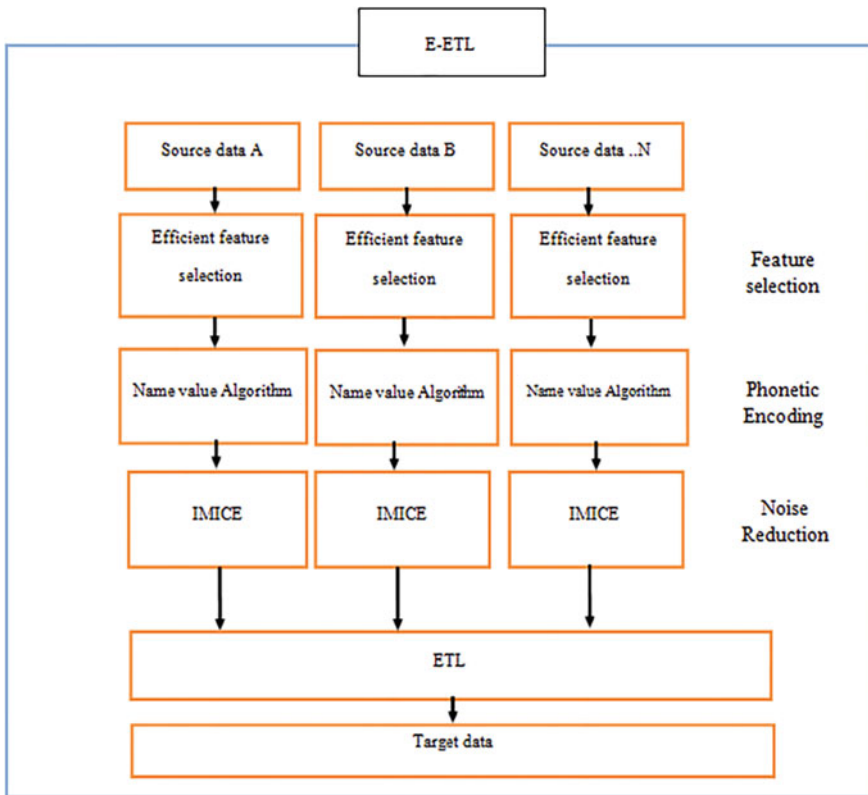 E-ETL
Source data A
Source data B
Source data ..N
Efficient feature
selection
Efficient feature
selection
Efficient feature
selection
Feature
selection
Name value Algorithm
Name value Algorithm
Name value Algorithm
Phonetic
Encoding
IMICE
IMICE
IMICE
Noise
Reduction
ETL
Target data